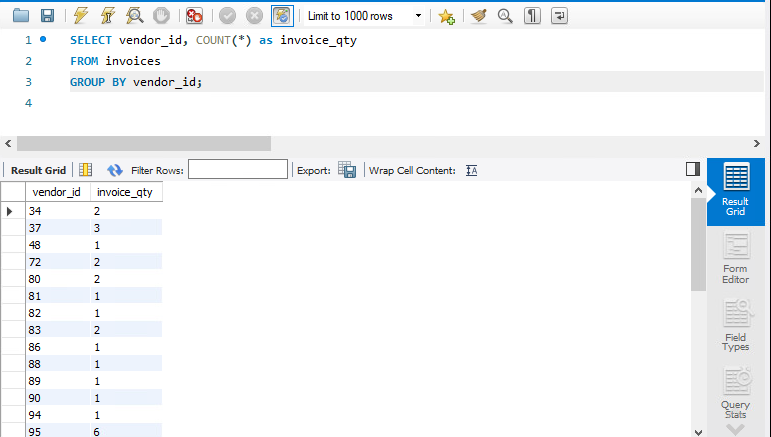 Limit to 1000 rows
1 SELECT vendor_id, COUNT(*) as invoice_qty
2 FROM invoices
3 GROUP BY vendor_id;
4
Result Grid Filter Rows: Export: Wrap Cell Content: IA
vendor_id invoice_qty
34 2
37 3
48 1
72 2
80 2
81 1
82 1
83 2
86 1
88 1
89 1
90 1
94 1
95 6
Result
Grid
Form
Editor
Field
Types
Query
Stats